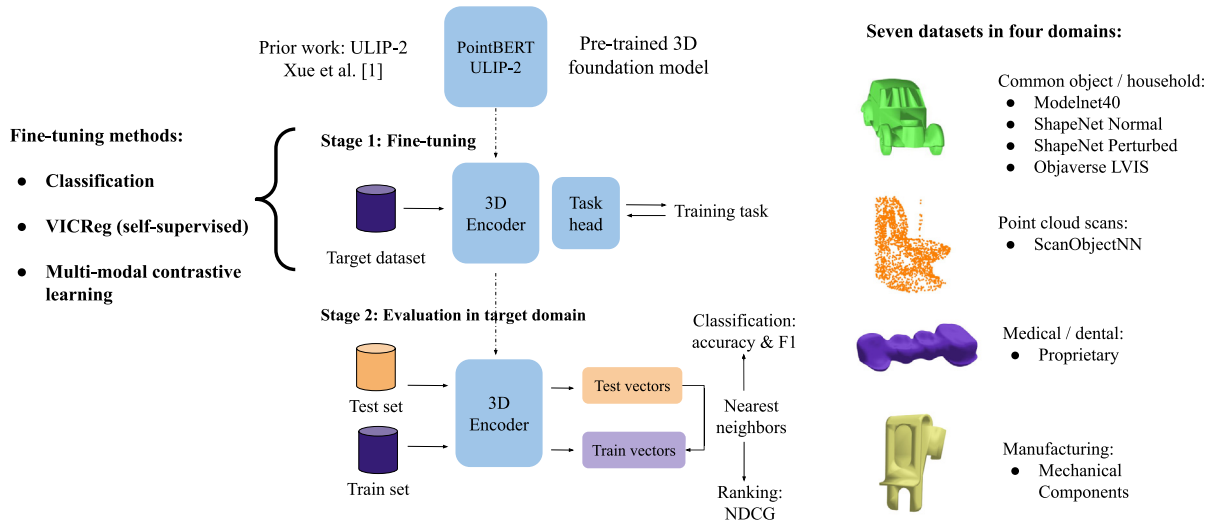 Prior work: ULIP-2
Xue et al. [1]
PointBERT
ULIP-2
Pre-trained 3D
foundation model
Fine-tuning methods:
● Classification
● VICReg (self-supervised)
● Multi-modal contrastive
learning
Stage 1: Fine-tuning
Target dataset
3D
Encoder
Task
head
Training task
Stage 2: Evaluation in target domain
Test set
Train set
3D
Encoder
Test vectors
Train vectors
Classification:
accuracy & F1
Nearest
neighbors
Ranking:
NDCG
Seven datasets in four domains:
Common object / household:
● Modelnet40
● ShapeNet Normal
● ShapeNet Perturbed
● Objaverse LVIS
Point cloud scans:
● ScanObjectNN
Medical / dental:
● Proprietary
Manufacturing:
● Mechanical
Components